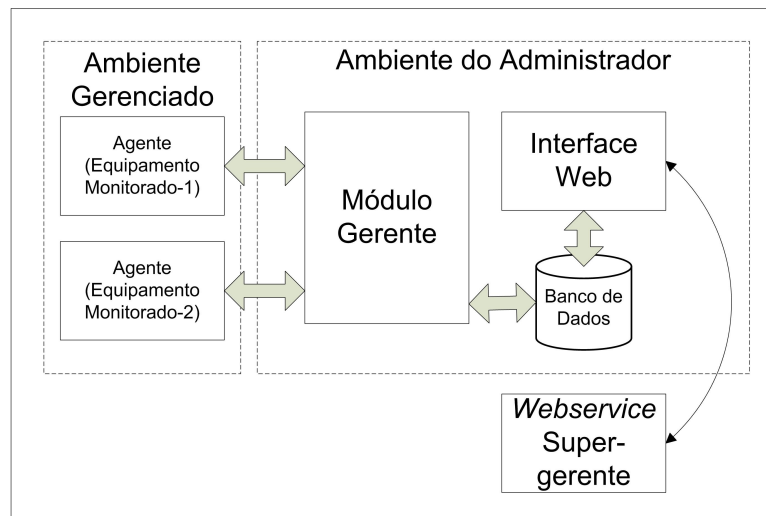 Ambiente
Gerenciado
Agente
(Equipamento
Monitorado-1)
Agente
(Equipamento
Monitorado-2)
Ambiente do Administrador
Módulo
Gerente
Interface
Web
Banco de
Dados
Webservice
Super-
gerente